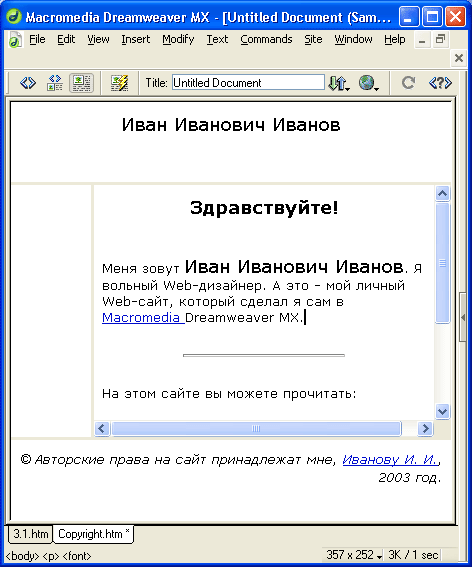 Macromedia Dreamweaver MX - [Untitled Document (Sam...
File Edit View Insert Modify Text Commands Site Window Help
Title: Untitled Document
Иван Иванович Иванов
Здравствуйте!
Меня зовут Иван Иванович Иванов. Я
вольный Web-дизайнер. А это - мой личный
Web-сайт, который сделал я сам в
Macromedia Dreamweaver MX.
На этом сайте вы можете прочитать:
© Авторские права на сайт принадлежат мне, Иванову И. И.,
2003 год.
3.1.htm Copyright.htm *
<body> <p> <font> 357 x 252 3K / 1 sec